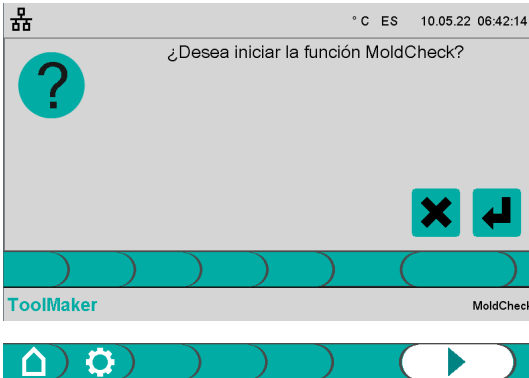 ° C ES 10.05.22 06:42:14
¿Desea iniciar la función MoldCheck?
ToolMaker MoldCheck